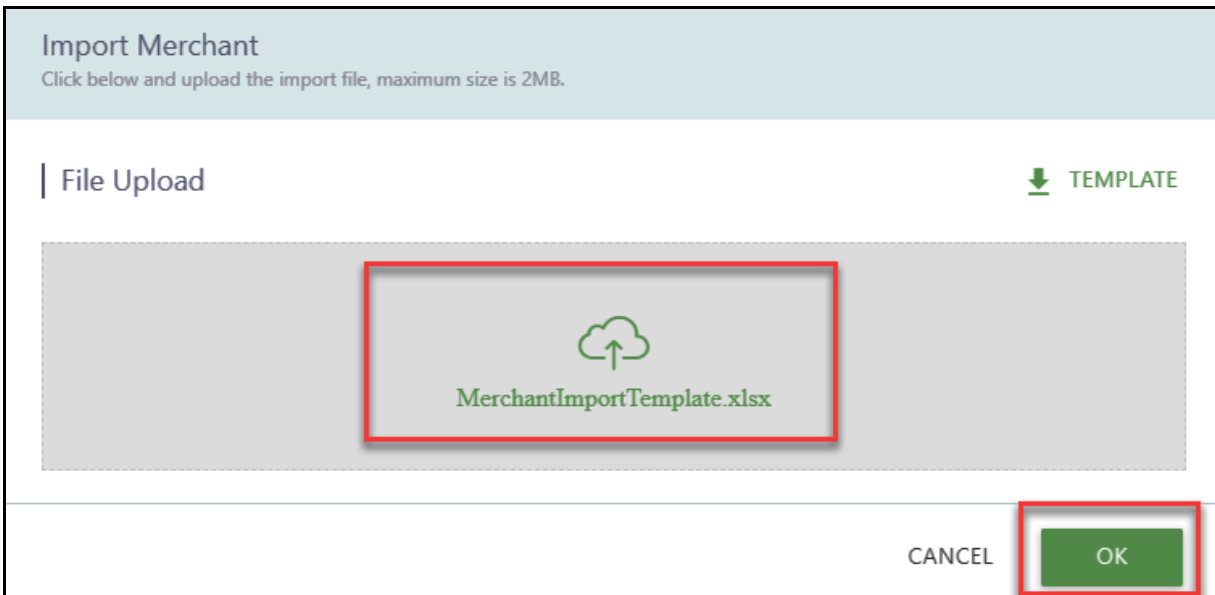 Import Merchant
Click below and upload the import file, maximum size is 2MB.
File Upload
TEMPLATE
MerchantImportTemplate.xlsx
CANCEL
OK